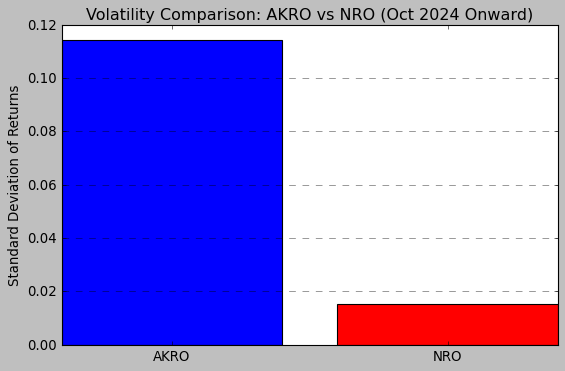 Volatility Comparison: AKRO vs NRO (Oct 2024 Onward)
Standard Deviation of Returns
0.12
0.10
0.08
0.06
0.04
0.02
0.00
AKRO
NRO